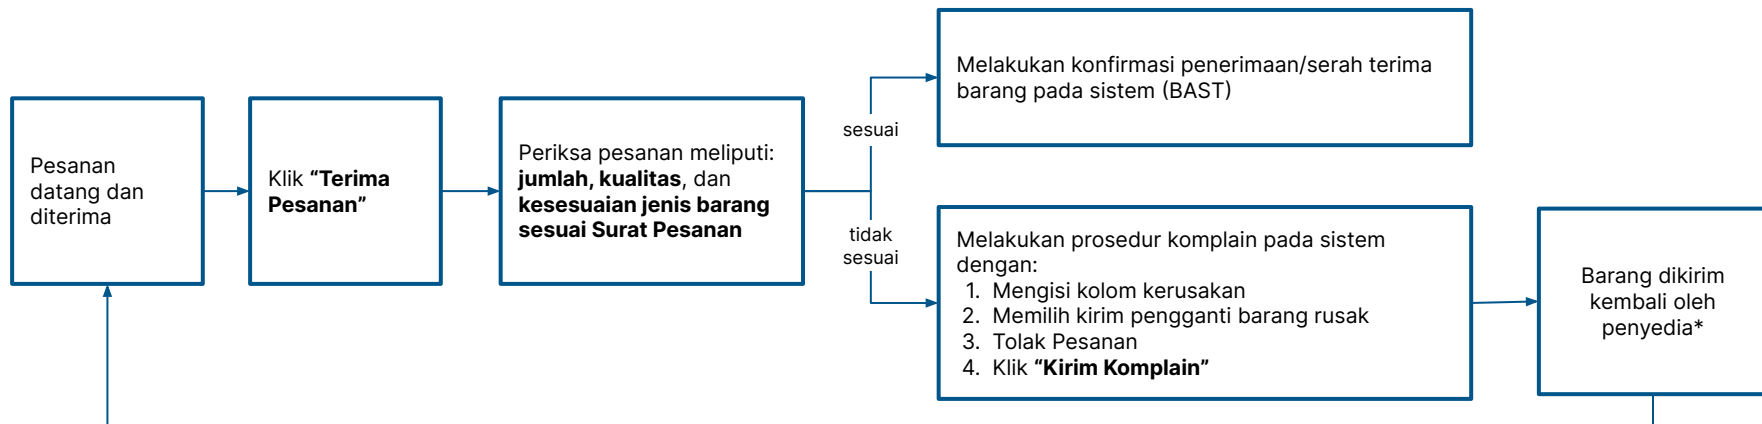 Pesanan
datang dan
diterima
Klik “Terima
Pesanan”
Periksa pesanan meliputi:
jumlah, kualitas, dan
kesesuaian jenis barang
sesuai Surat Pesanan
sesuai
Melakukan konfirmasi penerimaan/serah terima
barang pada sistem (BAST)
tidak
sesuai
Melakukan prosedur komplain pada sistem
dengan:
1. Mengisi kolom kerusakan
2. Memilih kirim pengganti barang rusak
3. Tolak Pesanan
4. Klik “Kirim Komplain”
Barang dikirim
kembali oleh
penyedia*